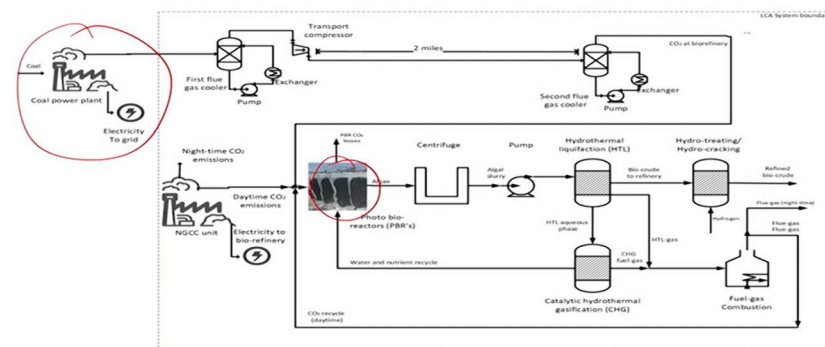 LCA System bounda
Transport
compressor
2 miles
CO₂ at biorefinery
Coal
Coal power plant
First flue
gas cooler
Exchanger
Pump
Second flue
gas cooler
Exchanger
Pump
Electricity
To grid
Night-time CO₂
emissions
PBR CO₂
losses
Centrifuge
Pump
Hydrothermal
liquifaction (HTL)
Hydro-treating/
Hydro-cracking
Algae
Algal
slurry
Bio-crude
to refinery
Refined
bio-crude
Daytime CO₂
emissions
Flue-gas (night-time)
NGCC unit
Electricity to
bio-refinery
Photo bio-
reactors (PBR's)
HTL aqueous
phase
HTL-gas
Hydrogen
Flue-gas
Flue-gas
Water and nutrient recycle
CHG
fuel-gas
Catalytic hydrothermal
gasification (CHG)
Fuel-gas
Combustion
CO₂ recycle
(daytime)